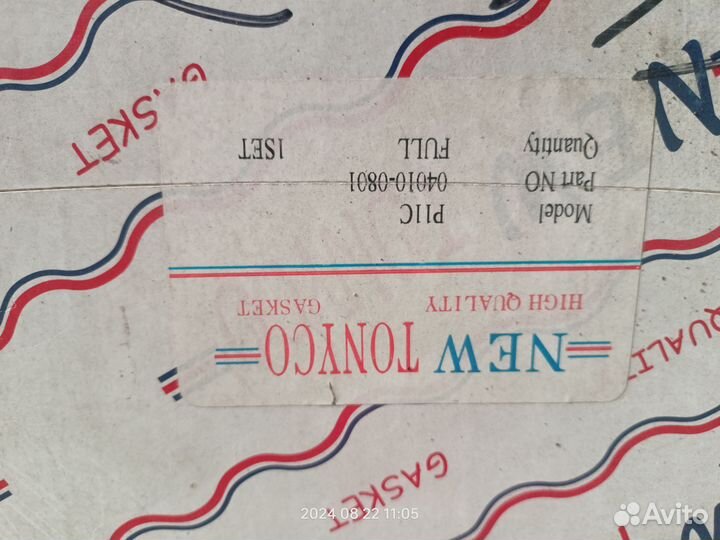 NEW TONYCO
HIGH QUALITY GASKET
Model P11C
Part NO 04010-0801
Quantity FULL 1SET
GASKET
GASKET
QUALIT
2024 08 22 11:05
Avito